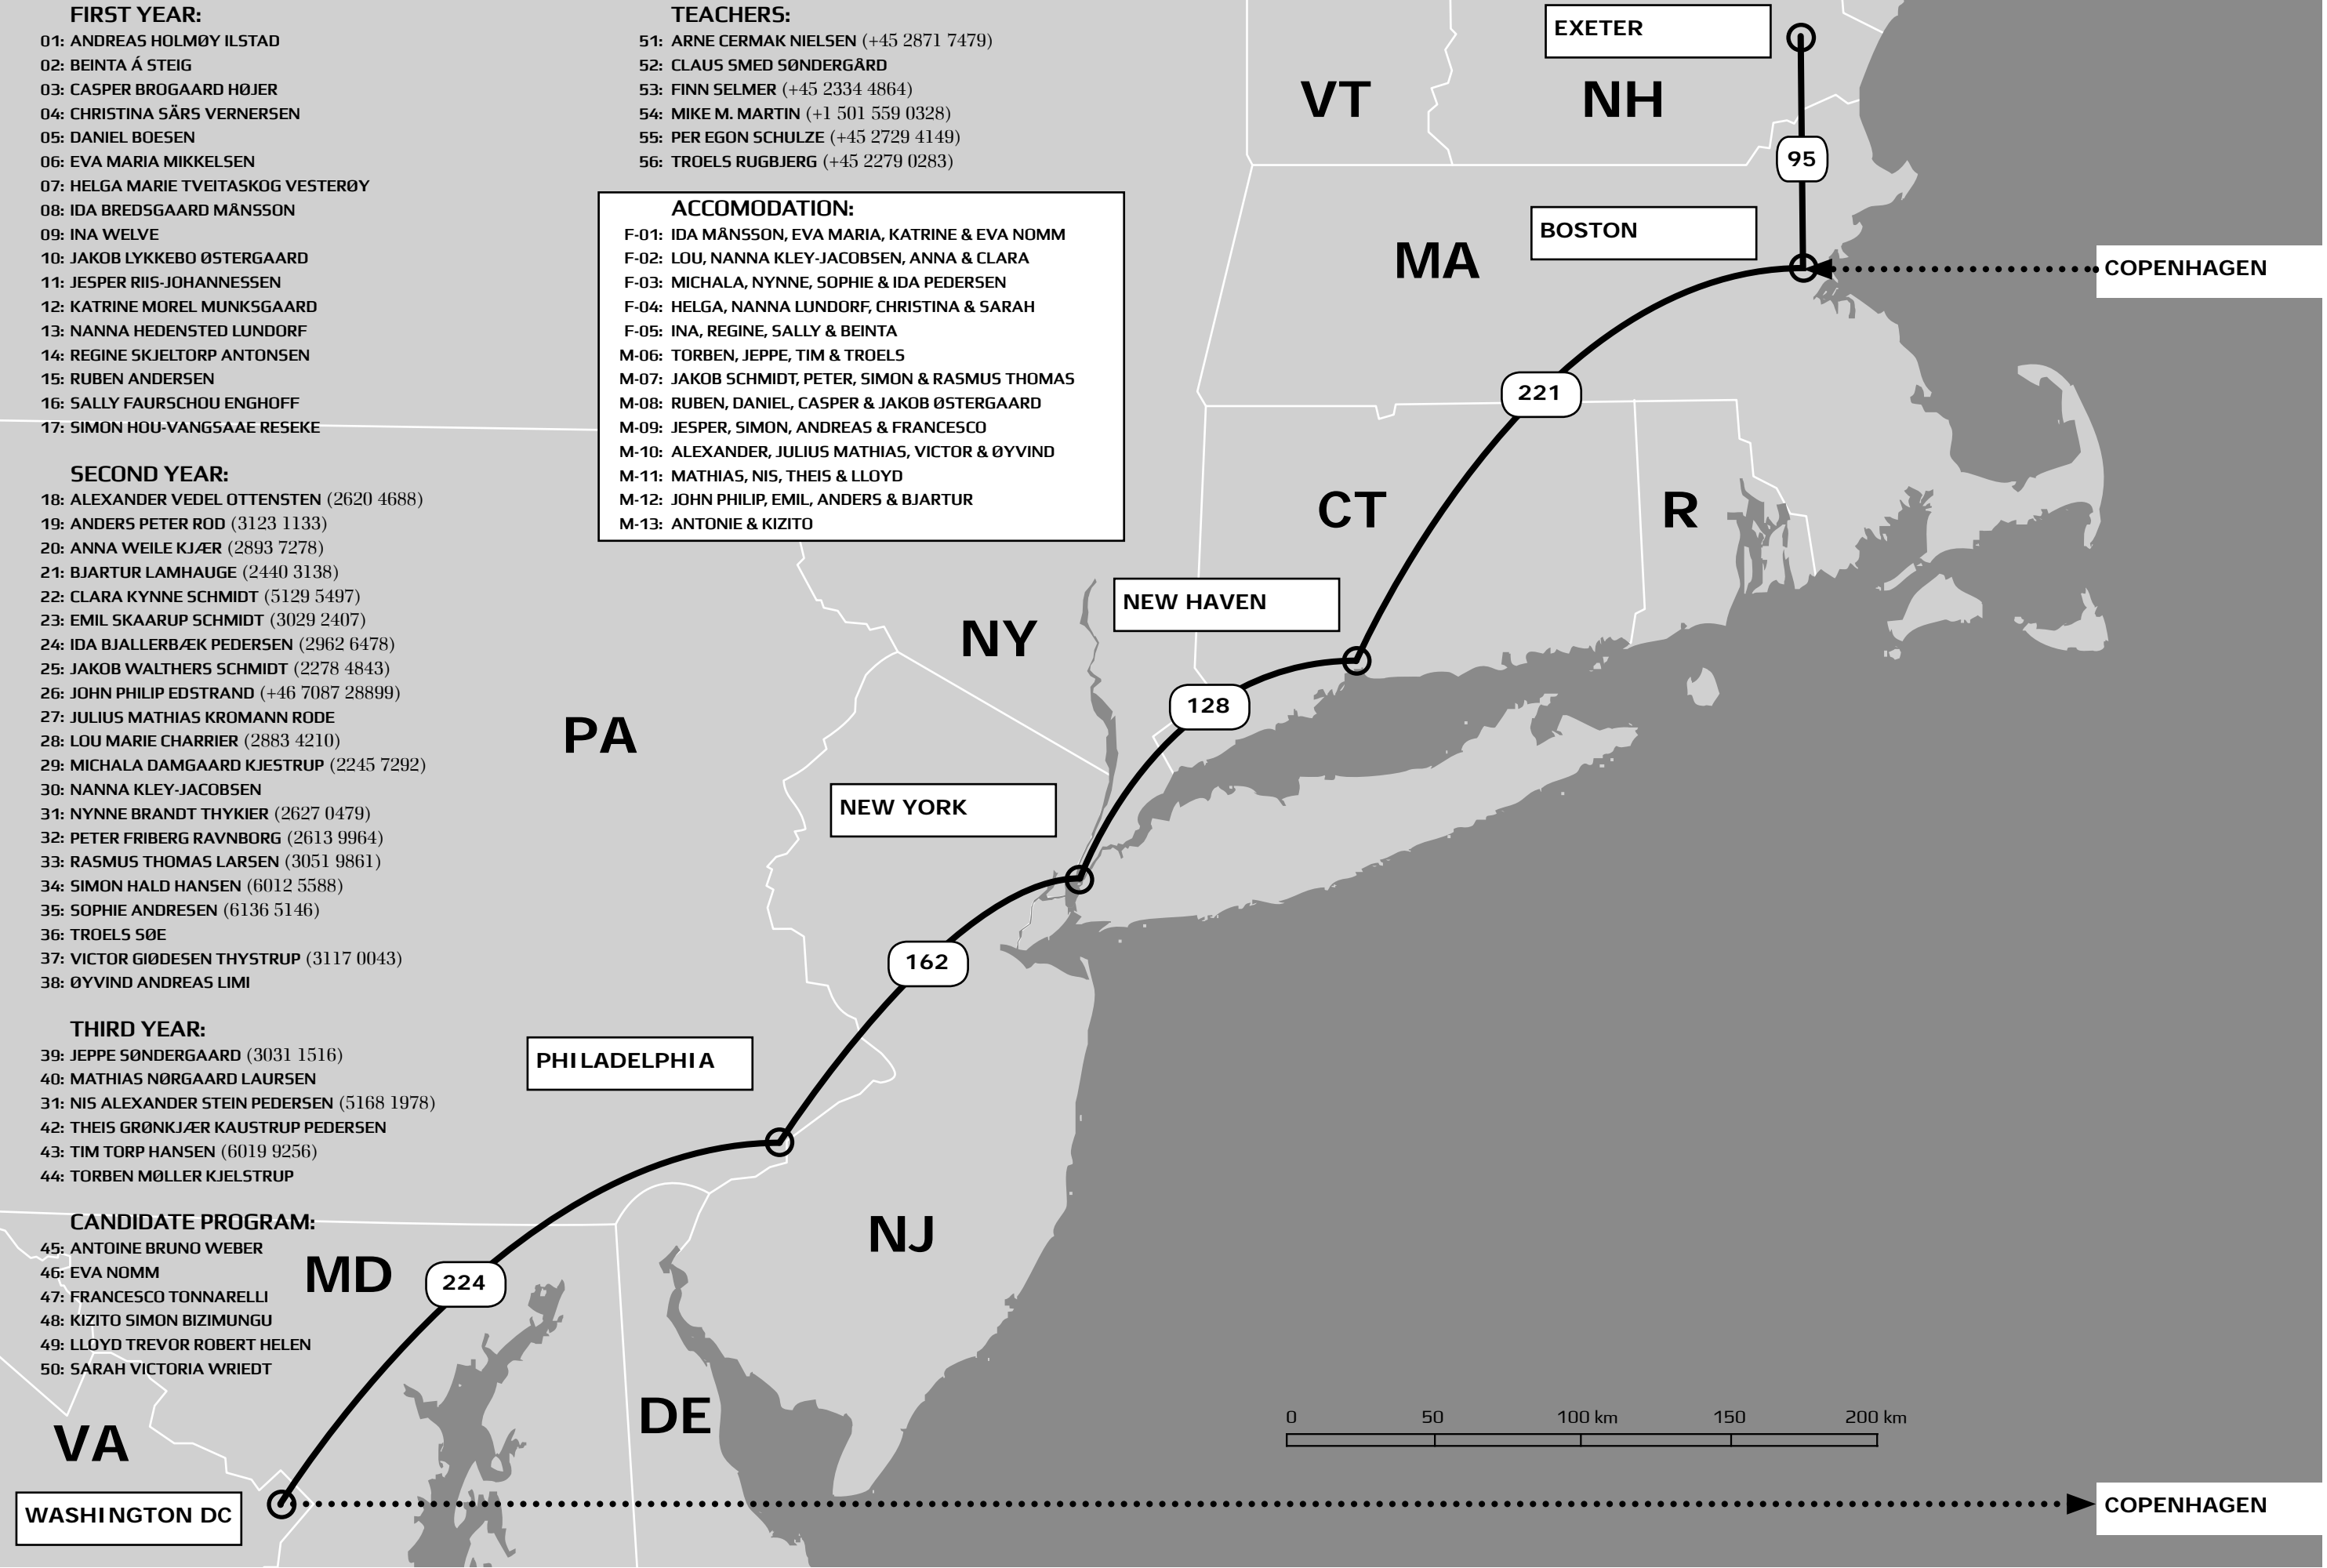 FIRST YEAR:
01: ANDREAS HOLMØY ILSTAD
02: BEINTA Á STEIG
03: CASPER BROGAARD HØJER
04: CHRISTINA SÄRS VERNERSEN
05: DANIEL BOESEN
06: EVA MARIA MIKKELSEN
07: HELGA MARIE TVEITASKOG VESTERØY
08: IDA BREDSGAARD MÅNSSON
09: INA WELVE
10: JAKOB LYKKEBO ØSTERGAARD
11: JESPER RIIS-JOHANNESSEN
12: KATRINE MOREL MUNKSGAARD
13: NANNA HEDENSTED LUNDORF
14: REGINE SKJELTORP ANTONSEN
15: RUBEN ANDERSEN
16: SALLY FAURSCHOU ENGHOFF
17: SIMON HOU-VANGSAAE RESEKE
SECOND YEAR:
18: ALEXANDER VEDEL OTTENSTEN (2620 4688)
19: ANDERS PETER ROD (3123 1133)
20: ANNA WEILE KJÆR (2893 7278)
21: BJARTUR LAMHAUGE (2440 3138)
22: CLARA KYNNE SCHMIDT (5129 5497)
23: EMIL SKAARUP SCHMIDT (3029 2407)
24: IDA BJALLERBÆK PEDERSEN (2962 6478)
25: JAKOB WALTHERS SCHMIDT (2278 4843)
26: JOHN PHILIP EDSTRAND (+46 7087 28899)
27: JULIUS MATHIAS KROMANN RODE
28: LOU MARIE CHARRIER (2883 4210)
29: MICHALA DAMGAARD KJESTRUP (2245 7292)
30: NANNA KLEY-JACOBSEN
31: NYNNE BRANDT THYKIER (2627 0479)
32: PETER FRIBERG RAVNBORG (2613 9964)
33: RASMUS THOMAS LARSEN (3051 9861)
34: SIMON HALD HANSEN (6012 5588)
35: SOPHIE ANDRESEN (6136 5146)
36: TROELS SØE
37: VICTOR GIØDESEN THYSTRUP (3117 0043)
38: ØYVIND ANDREAS LIMI
THIRD YEAR:
39: JEPPE SØNDERGAARD (3031 1516)
40: MATHIAS NØRGAARD LAURSEN
31: NIS ALEXANDER STEIN PEDERSEN (5168 1978)
42: THEIS GRØNKJÆR KAUSTRUP PEDERSEN
43: TIM TORP HANSEN (6019 9256)
44: TORBEN MØLLER KJELSTRUP
CANDIDATE PROGRAM:
45: ANTOINE BRUNO WEBER
46: EVA NOMM
47: FRANCESCO TONNARELLI
48: KIZITO SIMON BIZIMUNGU
49: LLOYD TREVOR ROBERT HELEN
50: SARAH VICTORIA WRIEDT
TEACHERS:
51: ARNE CERMAK NIELSEN (+45 2871 7479)
52: CLAUS SMED SØNDERGÅRD
53: FINN SELMER (+45 2334 4864)
54: MIKE M. MARTIN (+1 501 559 0328)
55: PER EGON SCHULZE (+45 2729 4149)
56: TROELS RUGBJERG (+45 2279 0283)
ACCOMODATION:
F-01: IDA MÅNSSON, EVA MARIA, KATRINE & EVA NOMM
F-02: LOU, NANNA KLEY-JACOBSEN, ANNA & CLARA
F-03: MICHALA, NYNNE, SOPHIE & IDA PEDERSEN
F-04: HELGA, NANNA LUNDORF, CHRISTINA & SARAH
F-05: INA, REGINE, SALLY & BEINTA
M-06: TORBEN, JEPPE, TIM & TROELS
M-07: JAKOB SCHMIDT, PETER, SIMON & RASMUS THOMAS
M-08: RUBEN, DANIEL, CASPER & JAKOB ØSTERGAARD
M-09: JESPER, SIMON, ANDREAS & FRANCESCO
M-10: ALEXANDER, JULIUS MATHIAS, VICTOR & ØYVIND
M-11: MATHIAS, NIS, THEIS & LLOYD
M-12: JOHN PHILIP, EMIL, ANDERS & BJARTUR
M-13: ANTONIE & KIZITO
EXETER
VT
NH
95
BOSTON
MA
COPENHAGEN
221
CT
R
NEW HAVEN
NY
128
PA
NEW YORK
162
PHILADELPHIA
NJ
MD
224
DE
VA
0 50 100 km 150 200 km
WASHINGTON DC
COPENHAGEN